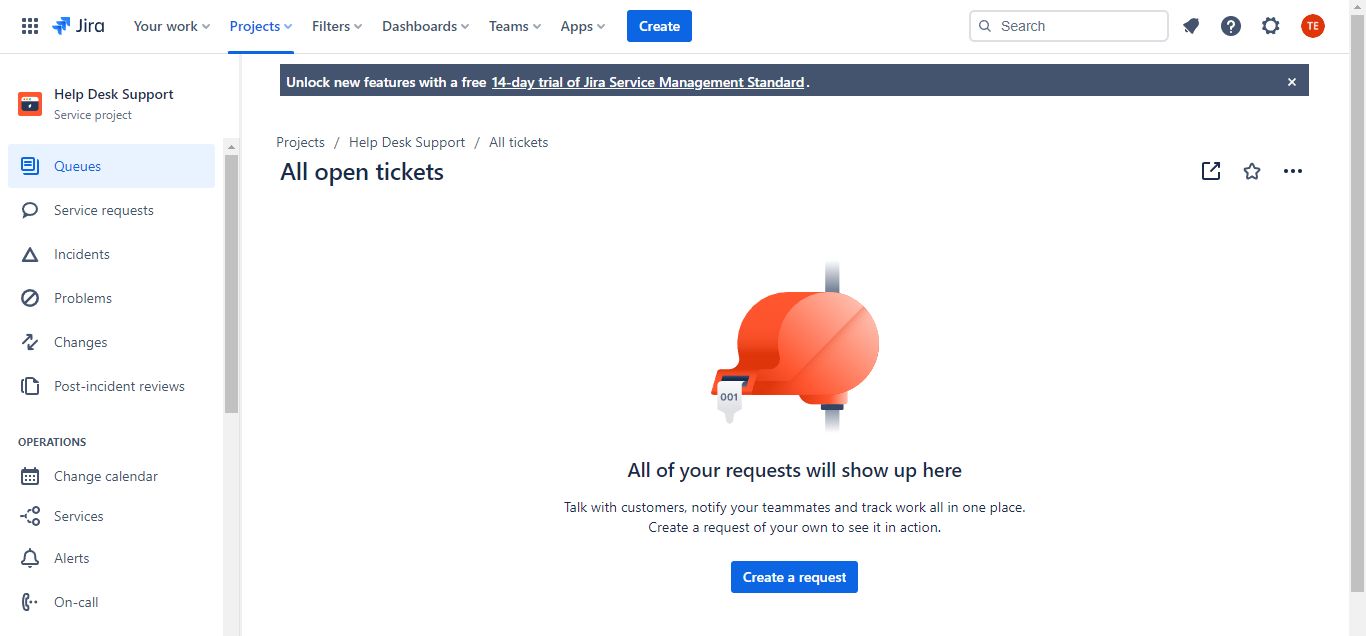 Jira
Your work
Projects
Filters
Dashboards
Teams
Apps
Create
Search
TE
Help Desk Support
Service project
Queues
Service requests
Incidents
Problems
Changes
Post-incident reviews
OPERATIONS
Change calendar
Services
Alerts
On-call
Unlock new features with a free 14-day trial of Jira Service Management Standard.
Projects / Help Desk Support / All tickets
All open tickets
001
All of your requests will show up here
Talk with customers, notify your teammates and track work all in one place.
Create a request of your own to see it in action.
Create a request